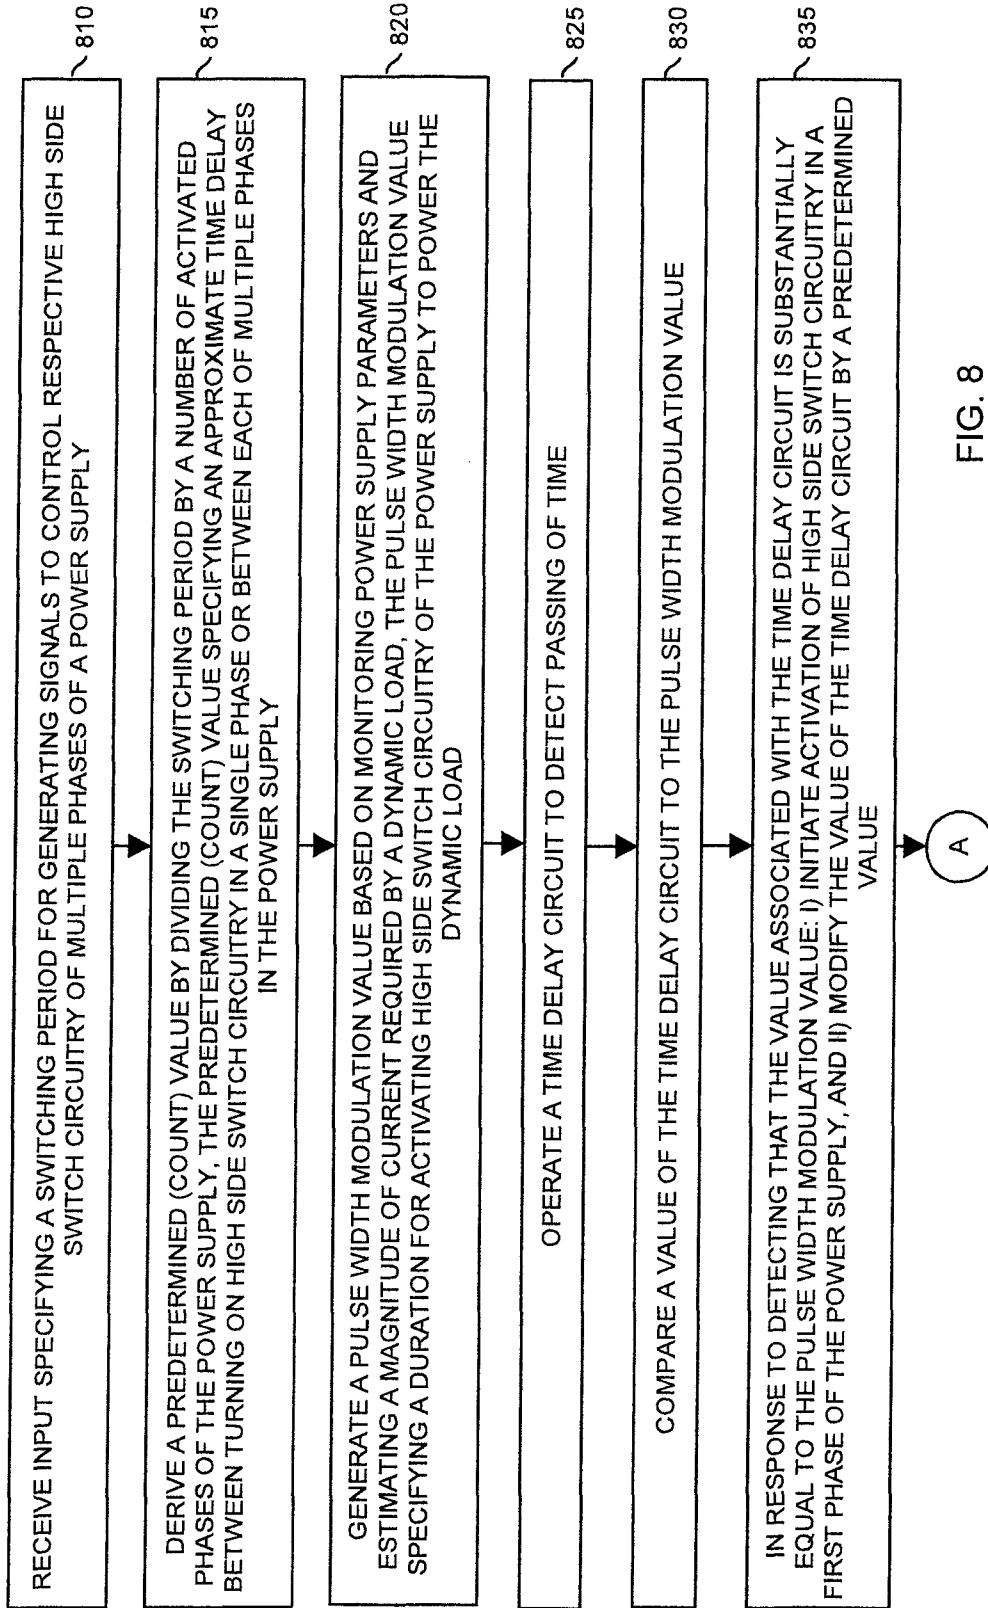 810
RECEIVE INPUT SPECIFYING A SWITCHING PERIOD FOR GENERATING SIGNALS TO CONTROL RESPECTIVE HIGH SIDE
SWITCH CIRCUITRY OF MULTIPLE PHASES OF A POWER SUPPLY
815
DERIVE A PREDETERMINED (COUNT) VALUE BY DIVIDING THE SWITCHING PERIOD BY A NUMBER OF ACTIVATED
PHASES OF THE POWER SUPPLY, THE PREDETERMINED (COUNT) VALUE SPECIFYING AN APPROXIMATE TIME DELAY
BETWEEN TURNING ON HIGH SIDE SWITCH CIRCUITRY IN A SINGLE PHASE OR BETWEEN EACH OF MULTIPLE PHASES
IN THE POWER SUPPLY
820
GENERATE A PULSE WIDTH MODULATION VALUE BASED ON MONITORING POWER SUPPLY PARAMETERS AND
ESTIMATING A MAGNITUDE OF CURRENT REQUIRED BY A DYNAMIC LOAD, THE PULSE WIDTH MODULATION VALUE
SPECIFYING A DURATION FOR ACTIVATING HIGH SIDE SWITCH CIRCUITRY OF THE POWER SUPPLY TO POWER THE
DYNAMIC LOAD
825
OPERATE A TIME DELAY CIRCUIT TO DETECT PASSING OF TIME
830
COMPARE A VALUE OF THE TIME DELAY CIRCUIT TO THE PULSE WIDTH MODULATION VALUE
835
IN RESPONSE TO DETECTING THAT THE VALUE ASSOCIATED WITH THE TIME DELAY CIRCUIT IS SUBSTANTIALLY
EQUAL TO THE PULSE WIDTH MODULATION VALUE: I) INITIATE ACTIVATION OF HIGH SIDE SWITCH CIRCUITRY IN A
FIRST PHASE OF THE POWER SUPPLY, AND II) MODIFY THE VALUE OF THE TIME DELAY CIRCUIT BY A PREDETERMINED
VALUE
A
FIG. 8